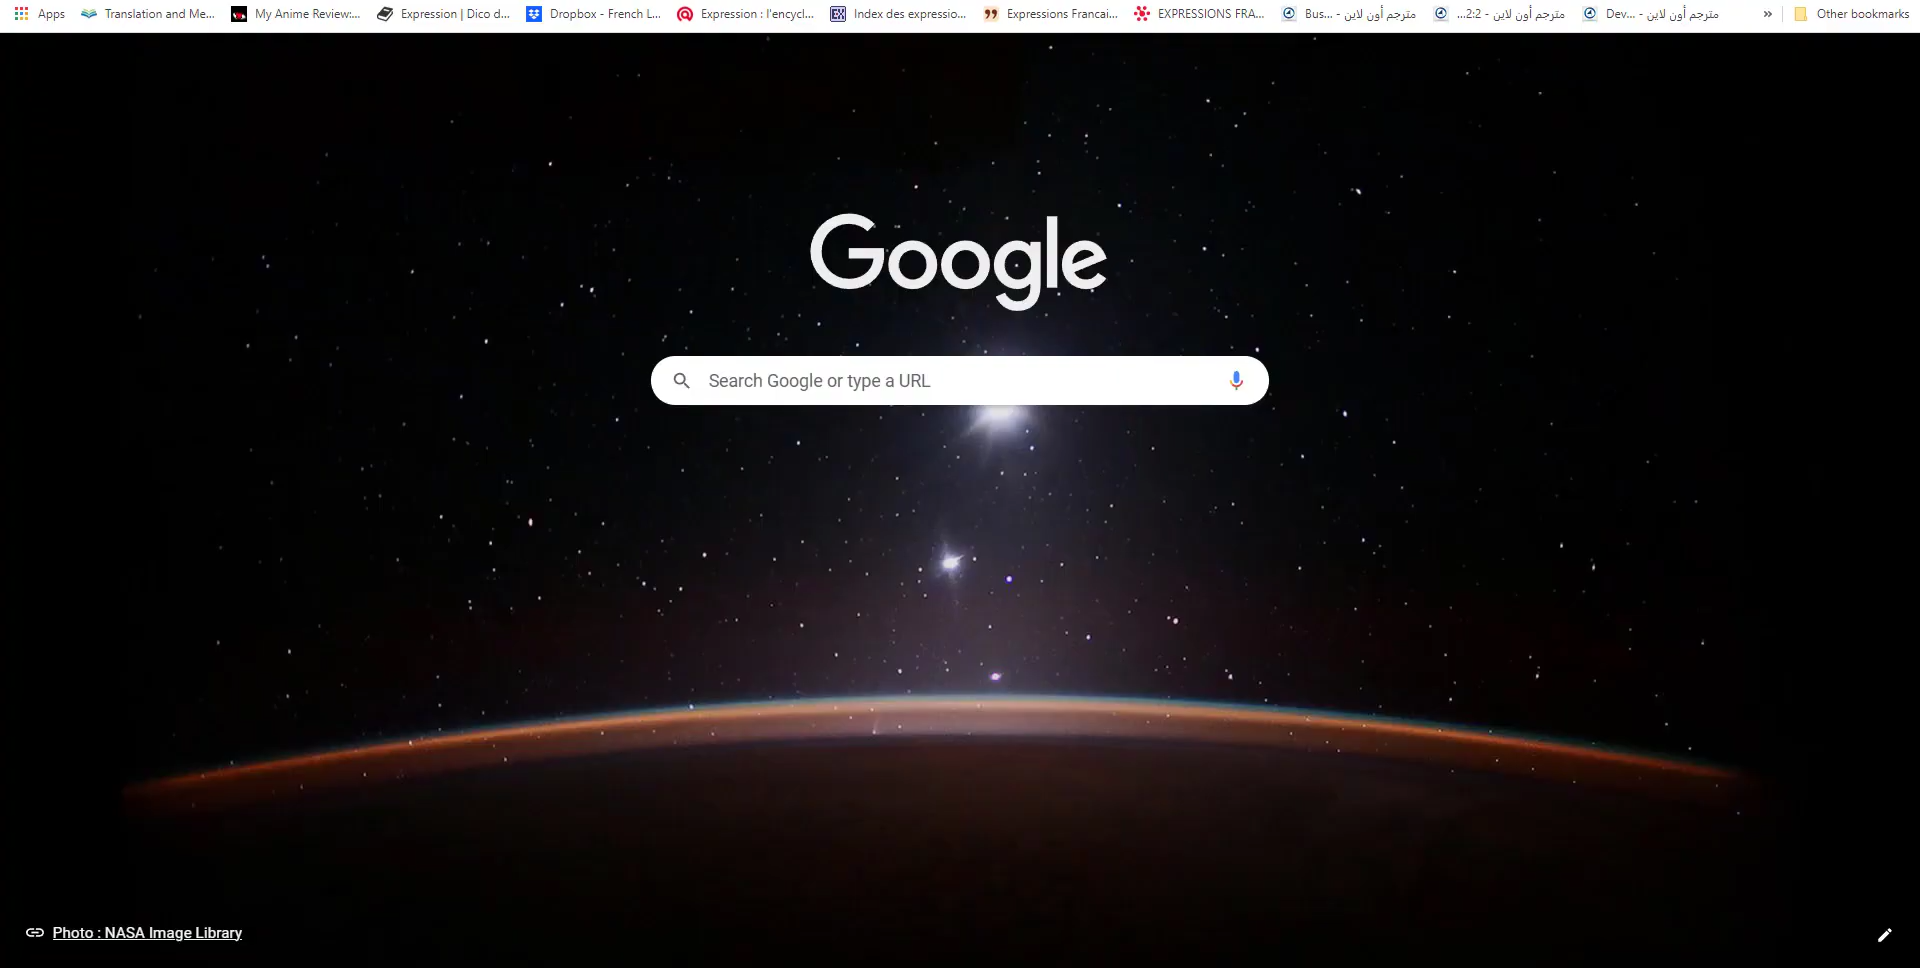 Apps Translation and Me... My Anime Review:... Expression | Dico d... Dropbox - French L... Expression : l'encycl... Index des expressio... Expressions Francai... EXPRESSIONS FRA... Bus... - مترجم أون لاين ...2:2 - مترجم أون لاين Dev... - مترجم أون لاين » Other bookmarks
Google
Search Google or type a URL
Photo : NASA Image Library